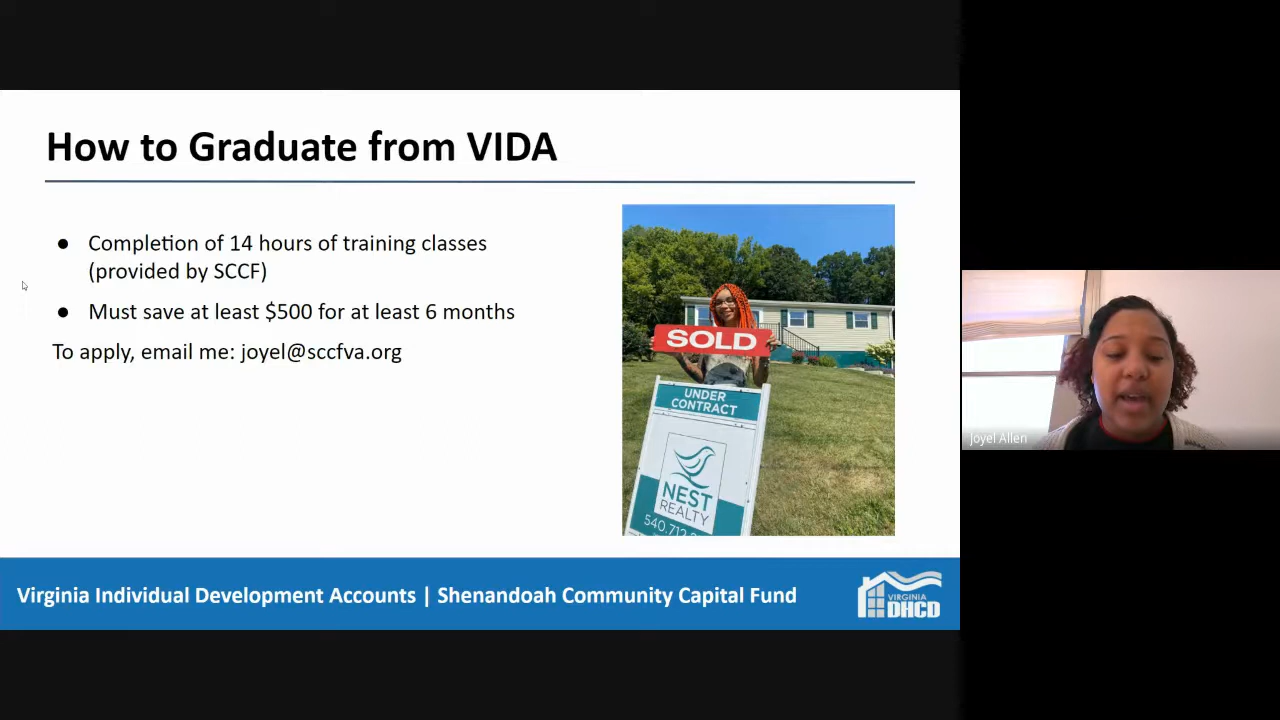 How to Graduate from VIDA
● Completion of 14 hours of training classes
(provided by SCCF)
● Must save at least $500 for at least 6 months
To apply, email me: joyel@sccfva.org
SOLD
UNDER
CONTRACT
NEST
REALTY
540.712
Joyel Allen
Virginia Individual Development Accounts | Shenandoah Community Capital Fund
VIRGINIA
DHCD